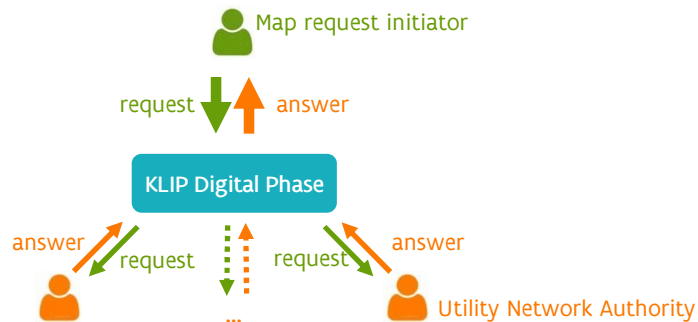 Map request initiator
request
answer
KLIP Digital Phase
answer
answer
request
request
Utility Network Authority
...